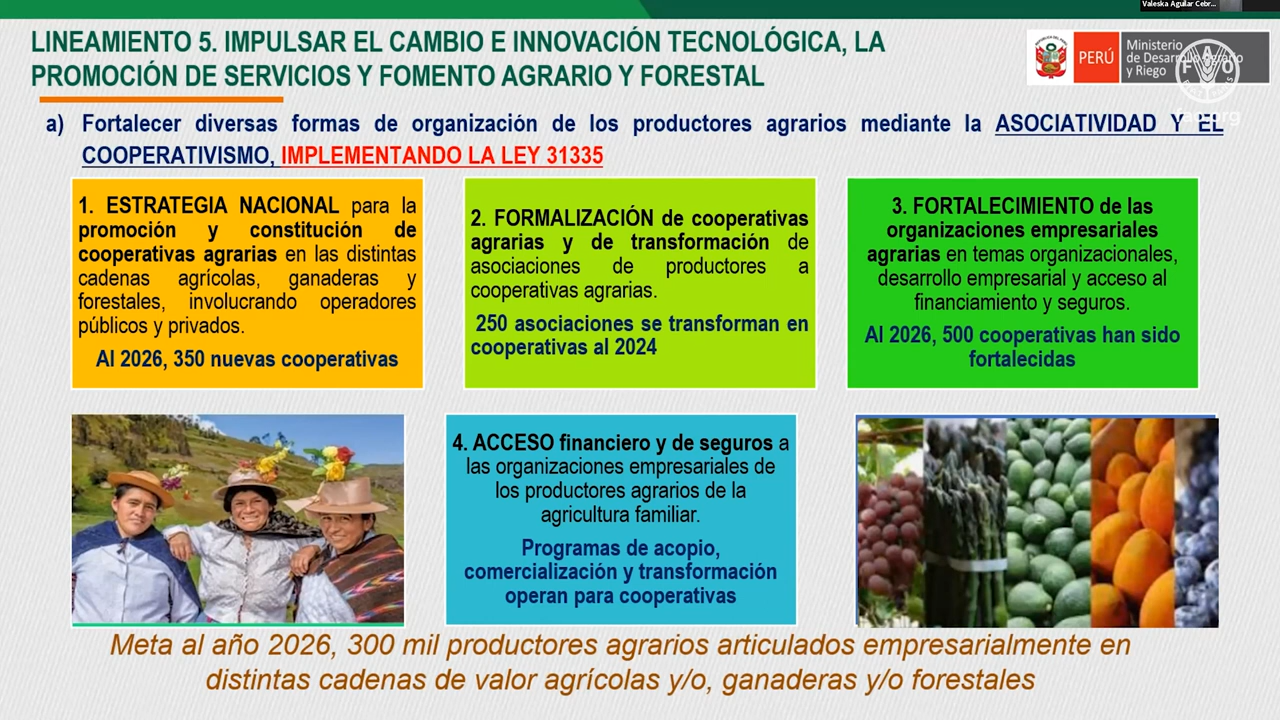 Valeska Aguilar Cebr...
LINEAMIENTO 5. IMPULSAR EL CAMBIO E INNOVACIÓN TECNOLÓGICA, LA
PROMOCIÓN DE SERVICIOS Y FOMENTO AGRARIO Y FORESTAL
PERÚ
Ministerio
de Desarrollo Agrario
y Riego
FAO
fao.org
a) Fortalecer diversas formas de organización de los productores agrarios mediante la ASOCIATIVIDAD Y EL
COOPERATIVISMO, IMPLEMENTANDO LA LEY 31335
1. ESTRATEGIA NACIONAL para la
promoción y constitución de
cooperativas agrarias en las distintas
cadenas agrícolas, ganaderas y
forestales, involucrando operadores
públicos y privados.
Al 2026, 350 nuevas cooperativas
2. FORMALIZACIÓN de cooperativas
agrarias y de transformación de
asociaciones de productores a
cooperativas agrarias.
250 asociaciones se transforman en
cooperativas al 2024
3. FORTALECIMIENTO de las
organizaciones empresariales
agrarias en temas organizacionales,
desarrollo empresarial y acceso al
financiamiento y seguros.
Al 2026, 500 cooperativas han sido
fortalecidas
4. ACCESO financiero y de seguros a
las organizaciones empresariales de
los productores agrarios de la
agricultura familiar.
Programas de acopio,
comercialización y transformación
operan para cooperativas
Meta al año 2026, 300 mil productores agrarios articulados empresarialmente en
distintas cadenas de valor agrícolas y/o, ganaderas y/o forestales